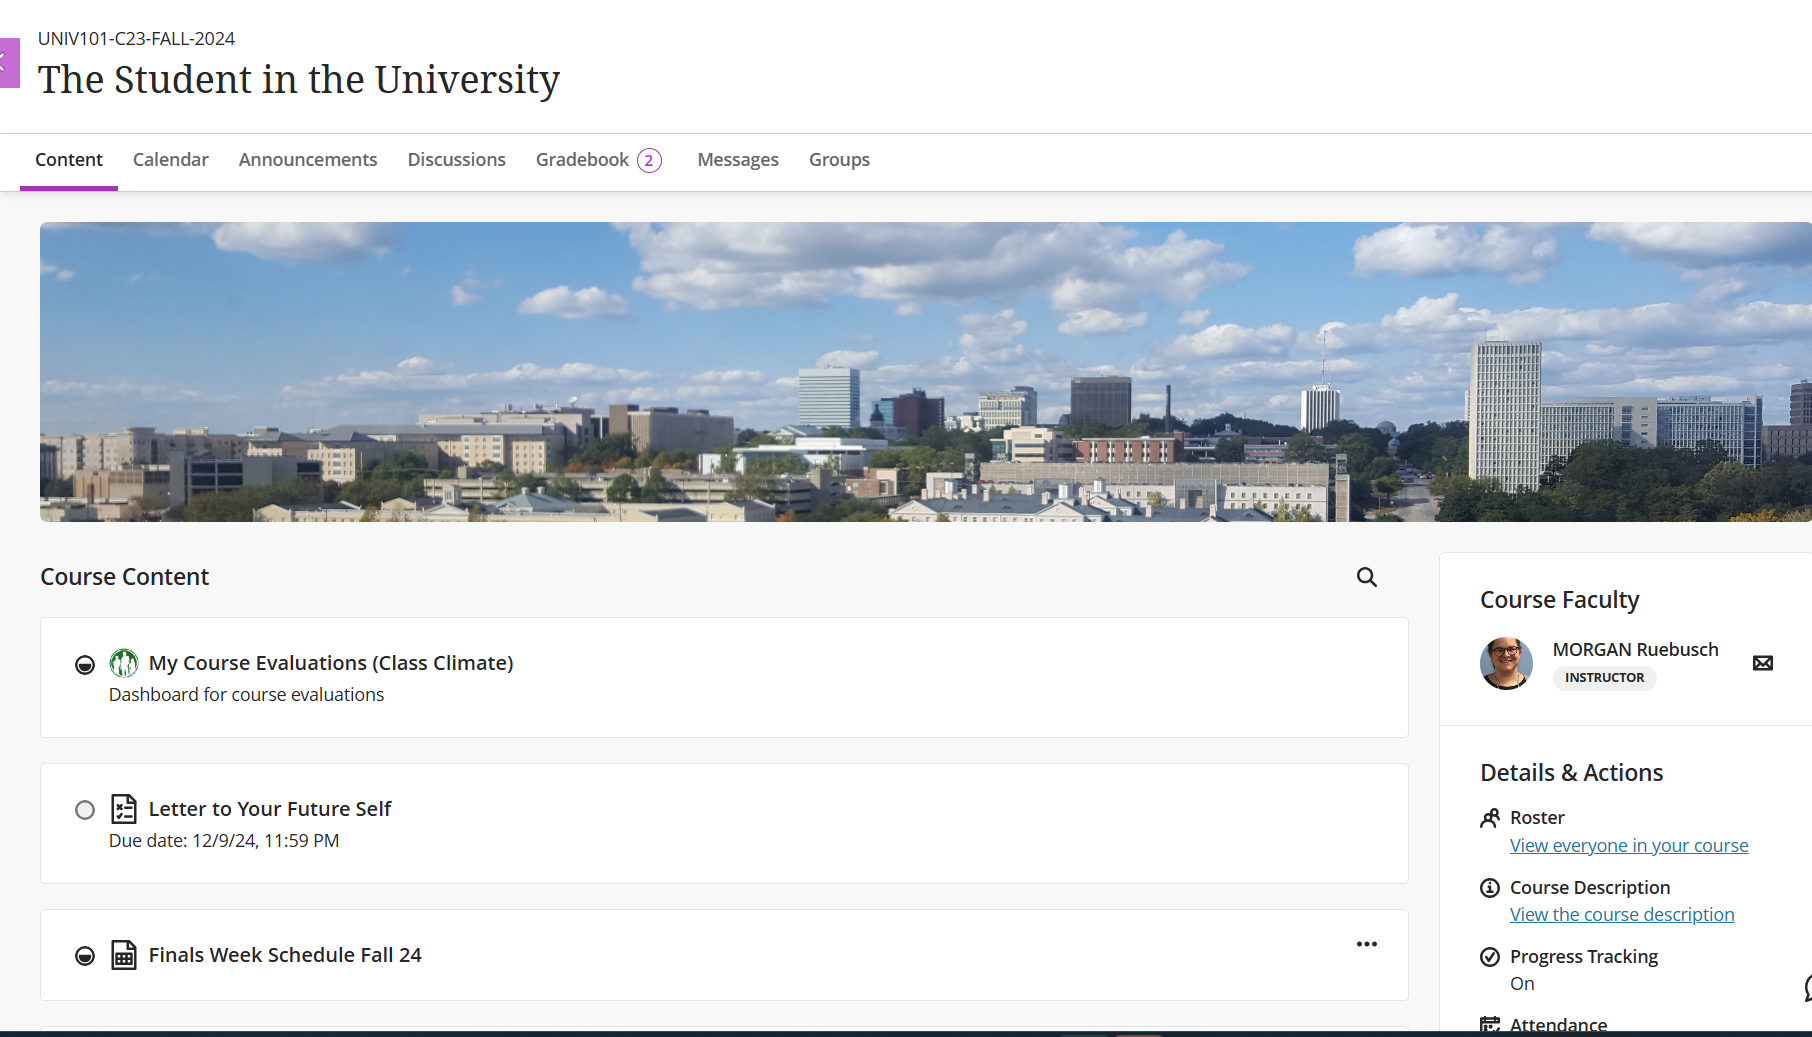 UNIV101-C23-FALL-2024
The Student in the University
Content Calendar Announcements Discussions Gradebook 2 Messages Groups
Course Content
My Course Evaluations (Class Climate)
Dashboard for course evaluations
Letter to Your Future Self
Due date: 12/9/24, 11:59 PM
Finals Week Schedule Fall 24
Course Faculty
MORGAN Ruebusch
INSTRUCTOR
Details & Actions
Roster
View everyone in your course
Course Description
View the course description
Progress Tracking
On
Attendance